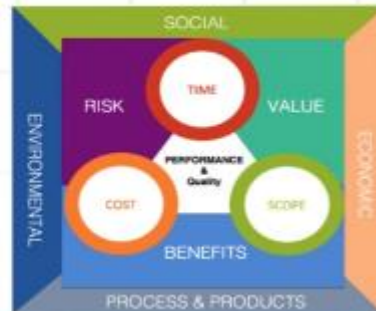 SOCIAL
TIME
RISK
VALUE
ENVIRONMENTAL
ECONOMIC
PERFORMANCE
&
Quality
COST
SCOPE
BENEFITS
PROCESS & PRODUCTS